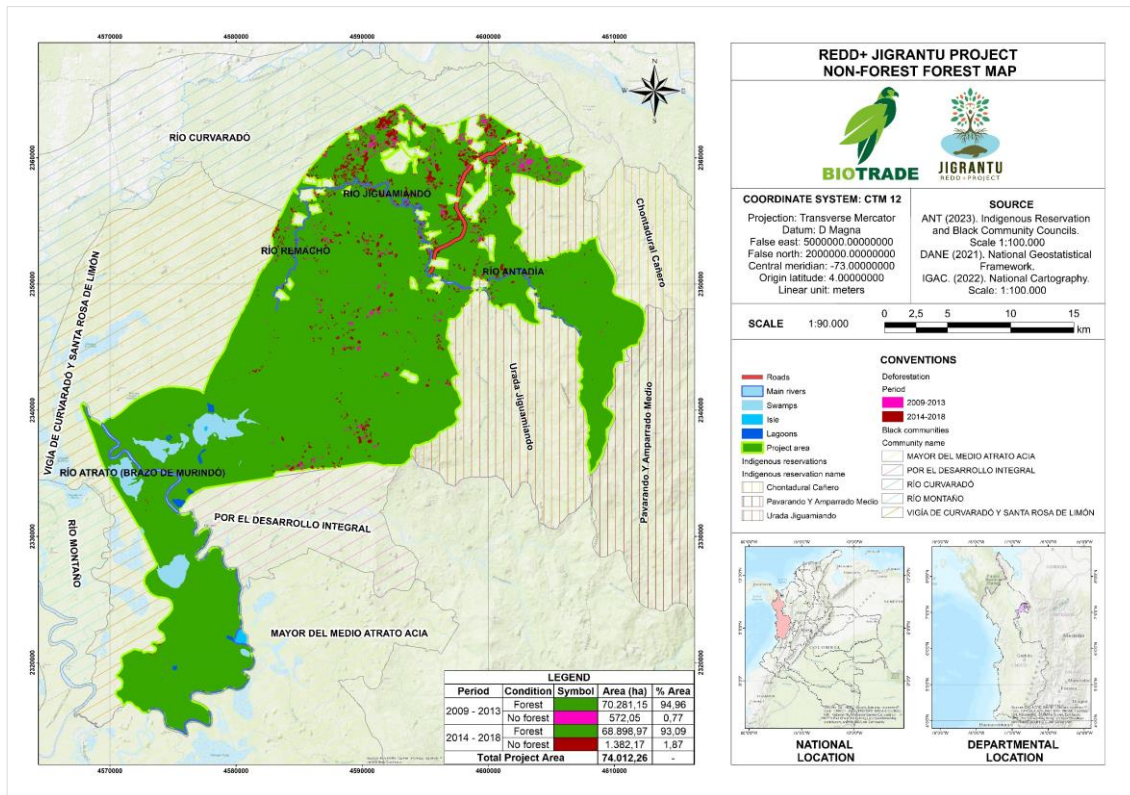 4570000 4580000 4590000 4600000 4610000
RÍO CURVARADÓ
RÍO JIGUAMIANDÓ
RÍO REMACHO
RÍO ANTADÍA
Chontadural Cañero
Urada Jiguamiando
Pavarando Y Amparrado Medio
VIGÍA DE CURVARADÓ Y SANTA ROSA DE LIMÓN
RÍO ATRATO (BRAZO DE MURINDÓ)
POR EL DESARROLLO INTEGRAL
RÍO MONTAÑO
MAYOR DEL MEDIO ATRATO ACIA
2360000 2360000
2350000 2350000
2340000 2340000
2330000 2330000
2320000 2320000
4570000 4580000 4590000 4600000 4610000
LEGEND
Period Condition Symbol Area (ha) % Area
2009 - 2013 Forest 70.281,15 94,96
No forest 572,05 0,77
2014 - 2018 Forest 68.898,97 93,09
No forest 1.382,17 1,87
Total Project Area 74.012,26 -
REDD+ JIGRANTU PROJECT
NON-FOREST FOREST MAP
BIOTRADE
JIGRANTU
REDD+ PROJECT
COORDINATE SYSTEM: CTM 12
Projection: Transverse Mercator
Datum: D Magna
False east: 5000000.00000000
False north: 2000000.00000000
Central meridian: -73.00000000
Origin latitude: 4.00000000
Linear unit: meters
SOURCE
ANT (2023). Indigenous Reservation
and Black Community Councils.
Scale 1:100.000
DANE (2021). National Geostatistical
Framework.
IGAC. (2022). National Cartography.
Scale: 1:100.000
SCALE 1:90.000
0 2,5 5 10 15
km
CONVENTIONS
Roads
Main rivers
Swamps
Isle
Lagoons
Project area
Indigenous reservations
Indigenous reservation name
Chontadural Cañero
Pavarando Y Amparrado Medio
Urada Jiguamiando
Deforestation
Period
2009-2013
2014-2018
Black communities
Community name
MAYOR DEL MEDIO ATRATO ACIA
POR EL DESARROLLO INTEGRAL
RÍO CURVARADÓ
RÍO MONTAÑO
VIGÍA DE CURVARADÓ Y SANTA ROSA DE LIMÓN
NATIONAL
LOCATION
DEPARTMENTAL
LOCATION